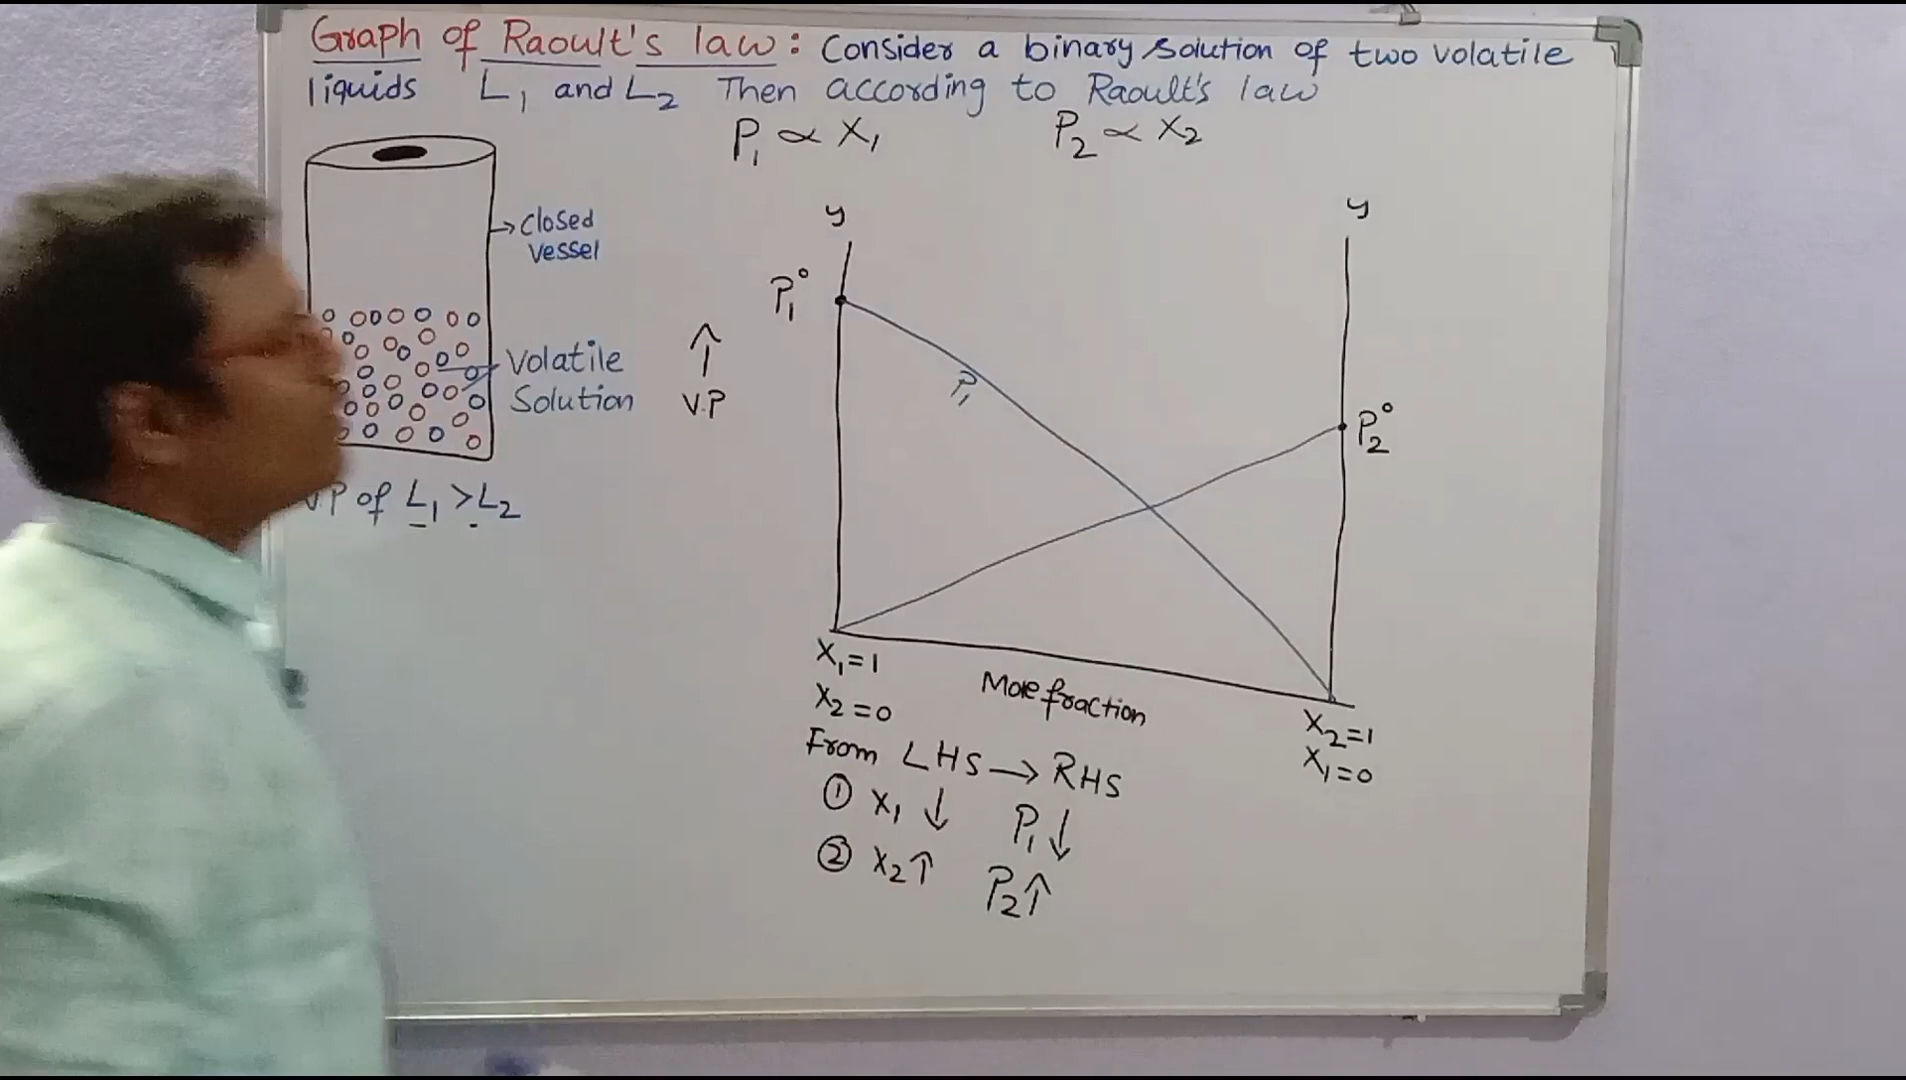 Graph of Raoult's law: Consider a binary solution of two volatile
liquids L₁ and L₂ Then according to Raoult's law
P₁ ∝ X₁ P₂ ∝ X₂
Closed
vessel
Volatile
Solution
V.P of L₁ > L₂
y
y
P₁°
↑
V.P
P₁
P₂°
X₁=1
X₂=0
Mole fraction
X₂=1
X₁=0
From LHS → RHS
① X₁ ↓ P₁ ↓
② X₂ ↑ P₂ ↑